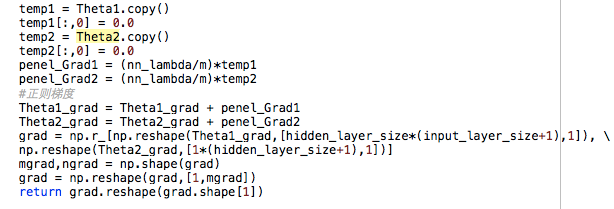 temp1 = Theta1.copy()
temp1[:,0] = 0.0
temp2 = Theta2.copy()
temp2[:,0] = 0.0
penel_Grad1 = (nn_lambda/m)*temp1
penel_Grad2 = (nn_lambda/m)*temp2
#正则梯度
Theta1_grad = Theta1_grad + penel_Grad1
Theta2_grad = Theta2_grad + penel_Grad2
grad = np.r_[np.reshape(Theta1_grad,[hidden_layer_size*(input_layer_size+1),1]), \
np.reshape(Theta2_grad,[1*(hidden_layer_size+1),1])]
mgrad,ngrad = np.shape(grad)
grad = np.reshape(grad,[1,mgrad])
return grad.reshape(grad.shape[1])